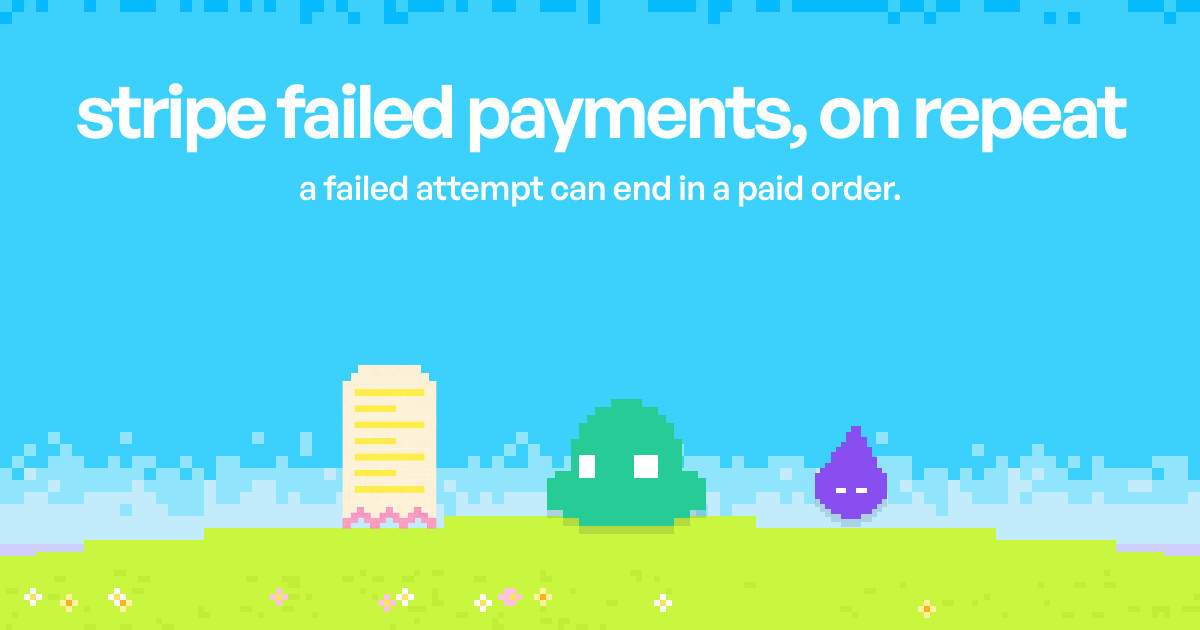 stripe failed payments, on repeat
a failed attempt can end in a paid order.